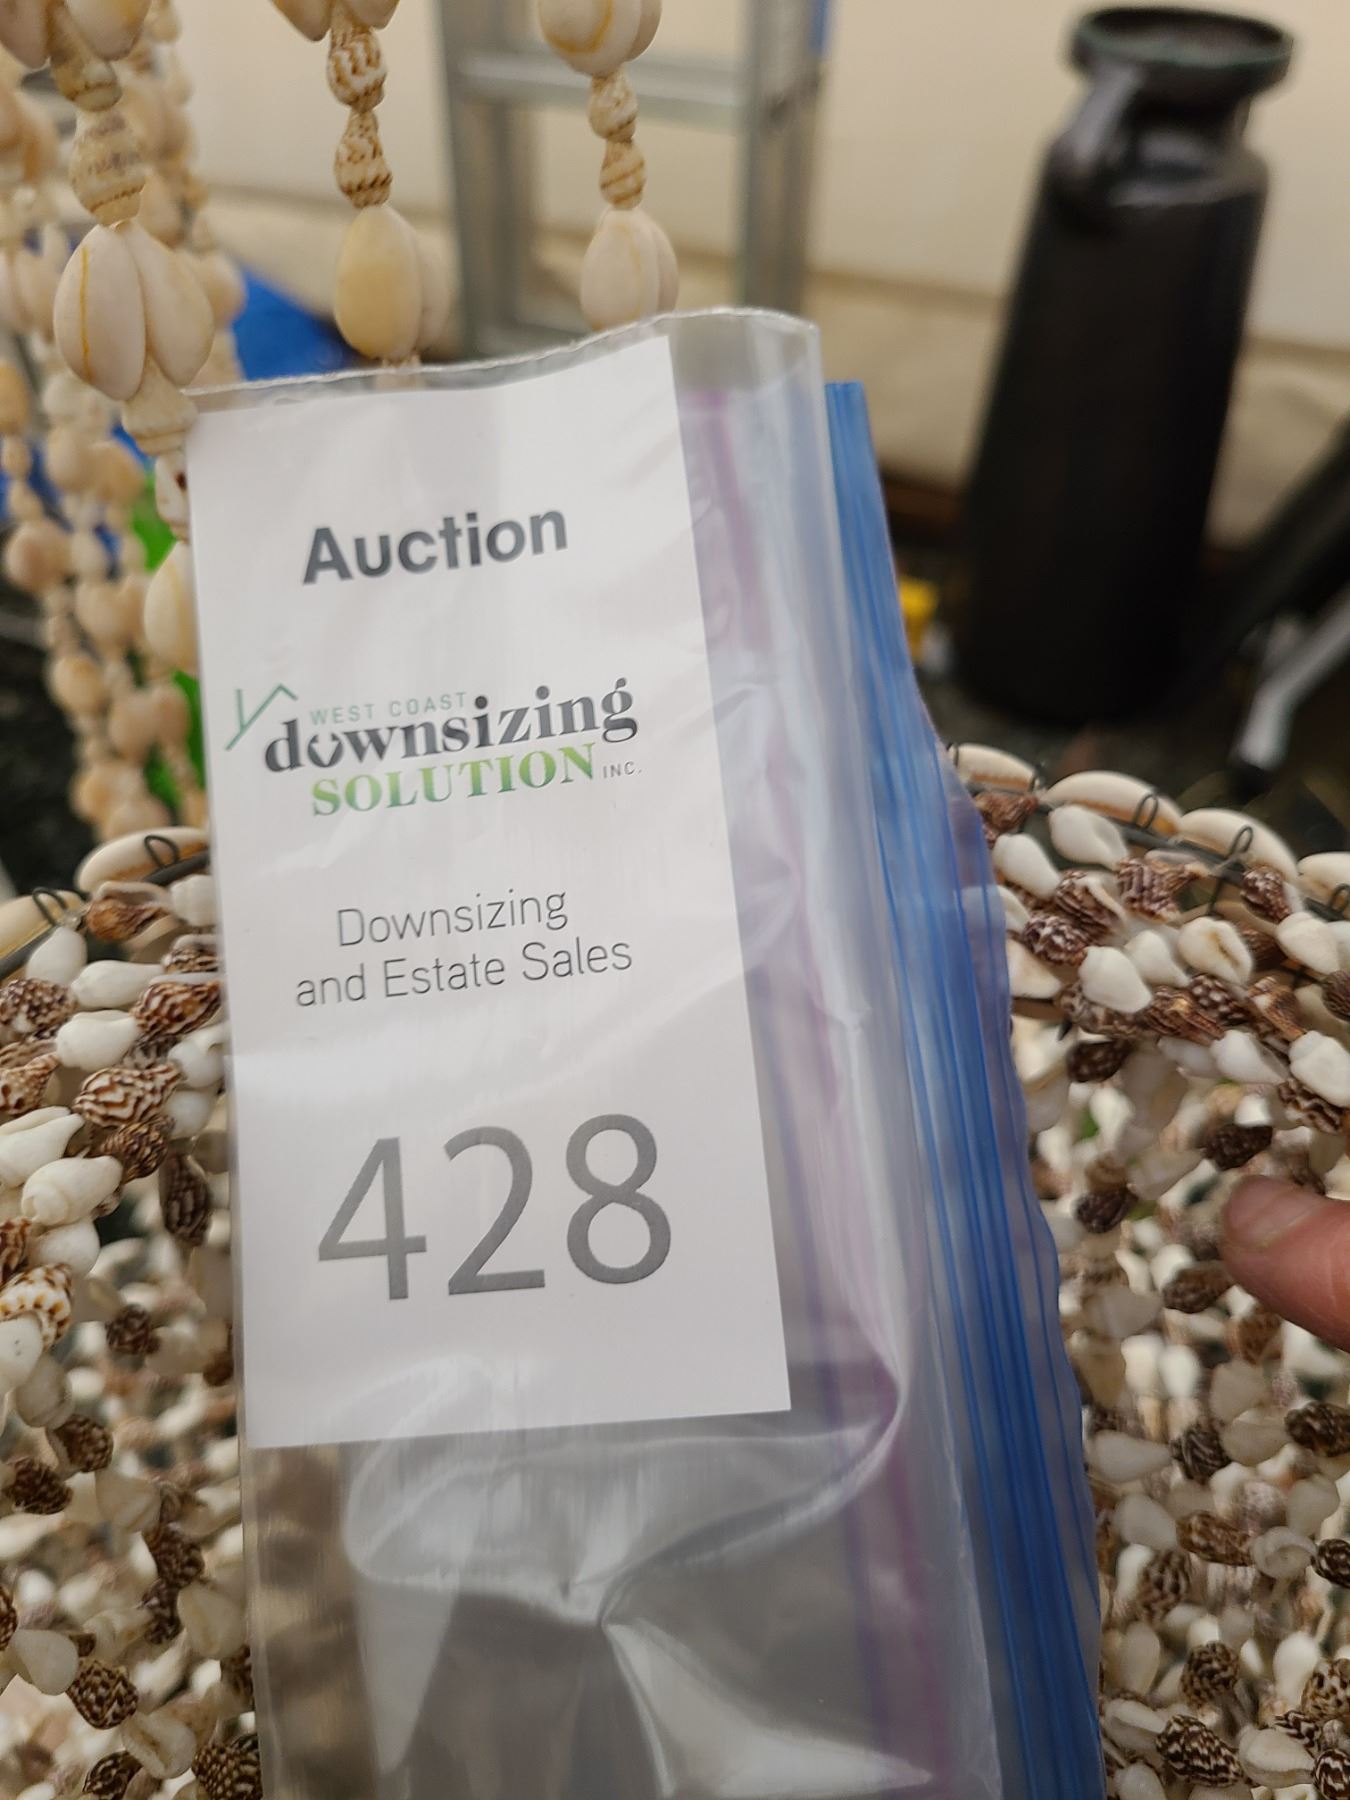 Auction
WEST COAST
downsizing
SOLUTION INC.
Downsizing
and Estate Sales
428